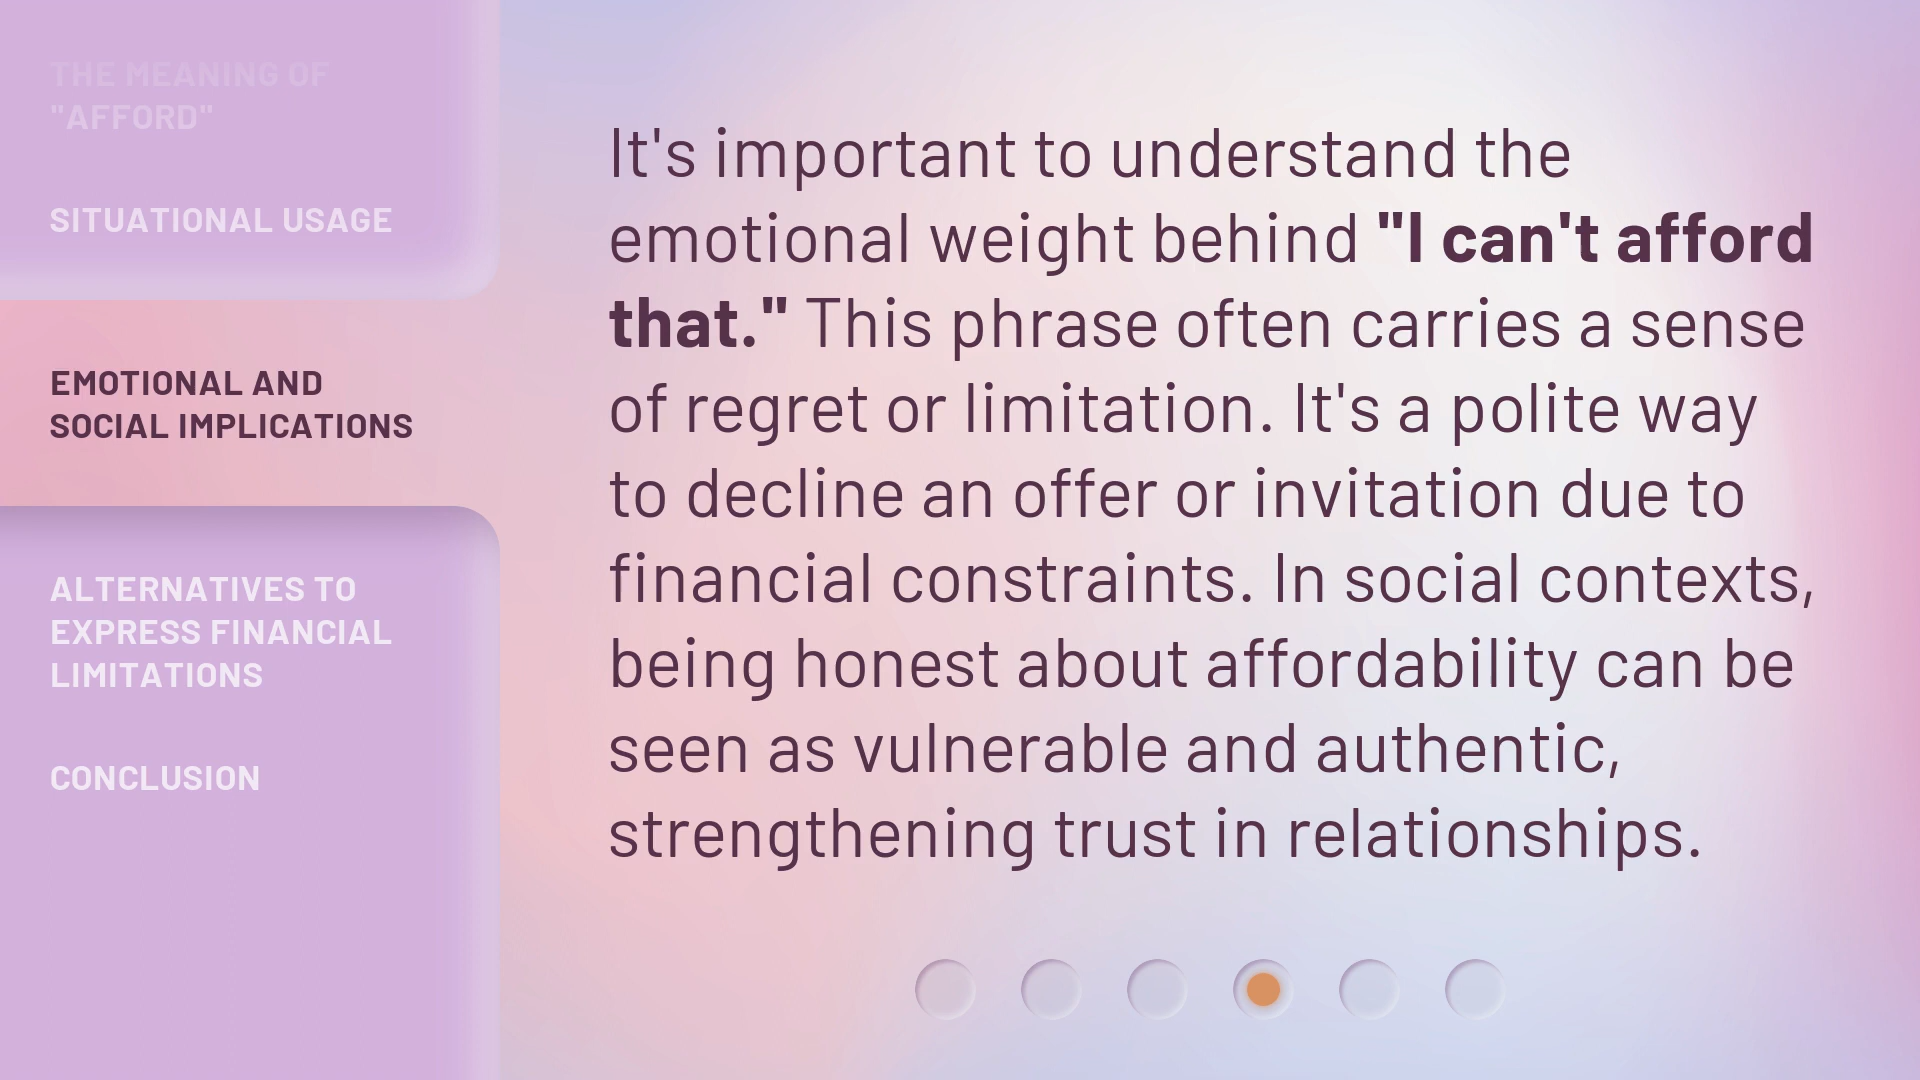 THE MEANING OF
"AFFORD"
SITUATIONAL USAGE
EMOTIONAL AND
SOCIAL IMPLICATIONS
ALTERNATIVES TO
EXPRESS FINANCIAL
LIMITATIONS
CONCLUSION
It's important to understand the
emotional weight behind "I can't afford
that." This phrase often carries a sense
of regret or limitation. It's a polite way
to decline an offer or invitation due to
financial constraints. In social contexts,
being honest about affordability can be
seen as vulnerable and authentic,
strengthening trust in relationships.